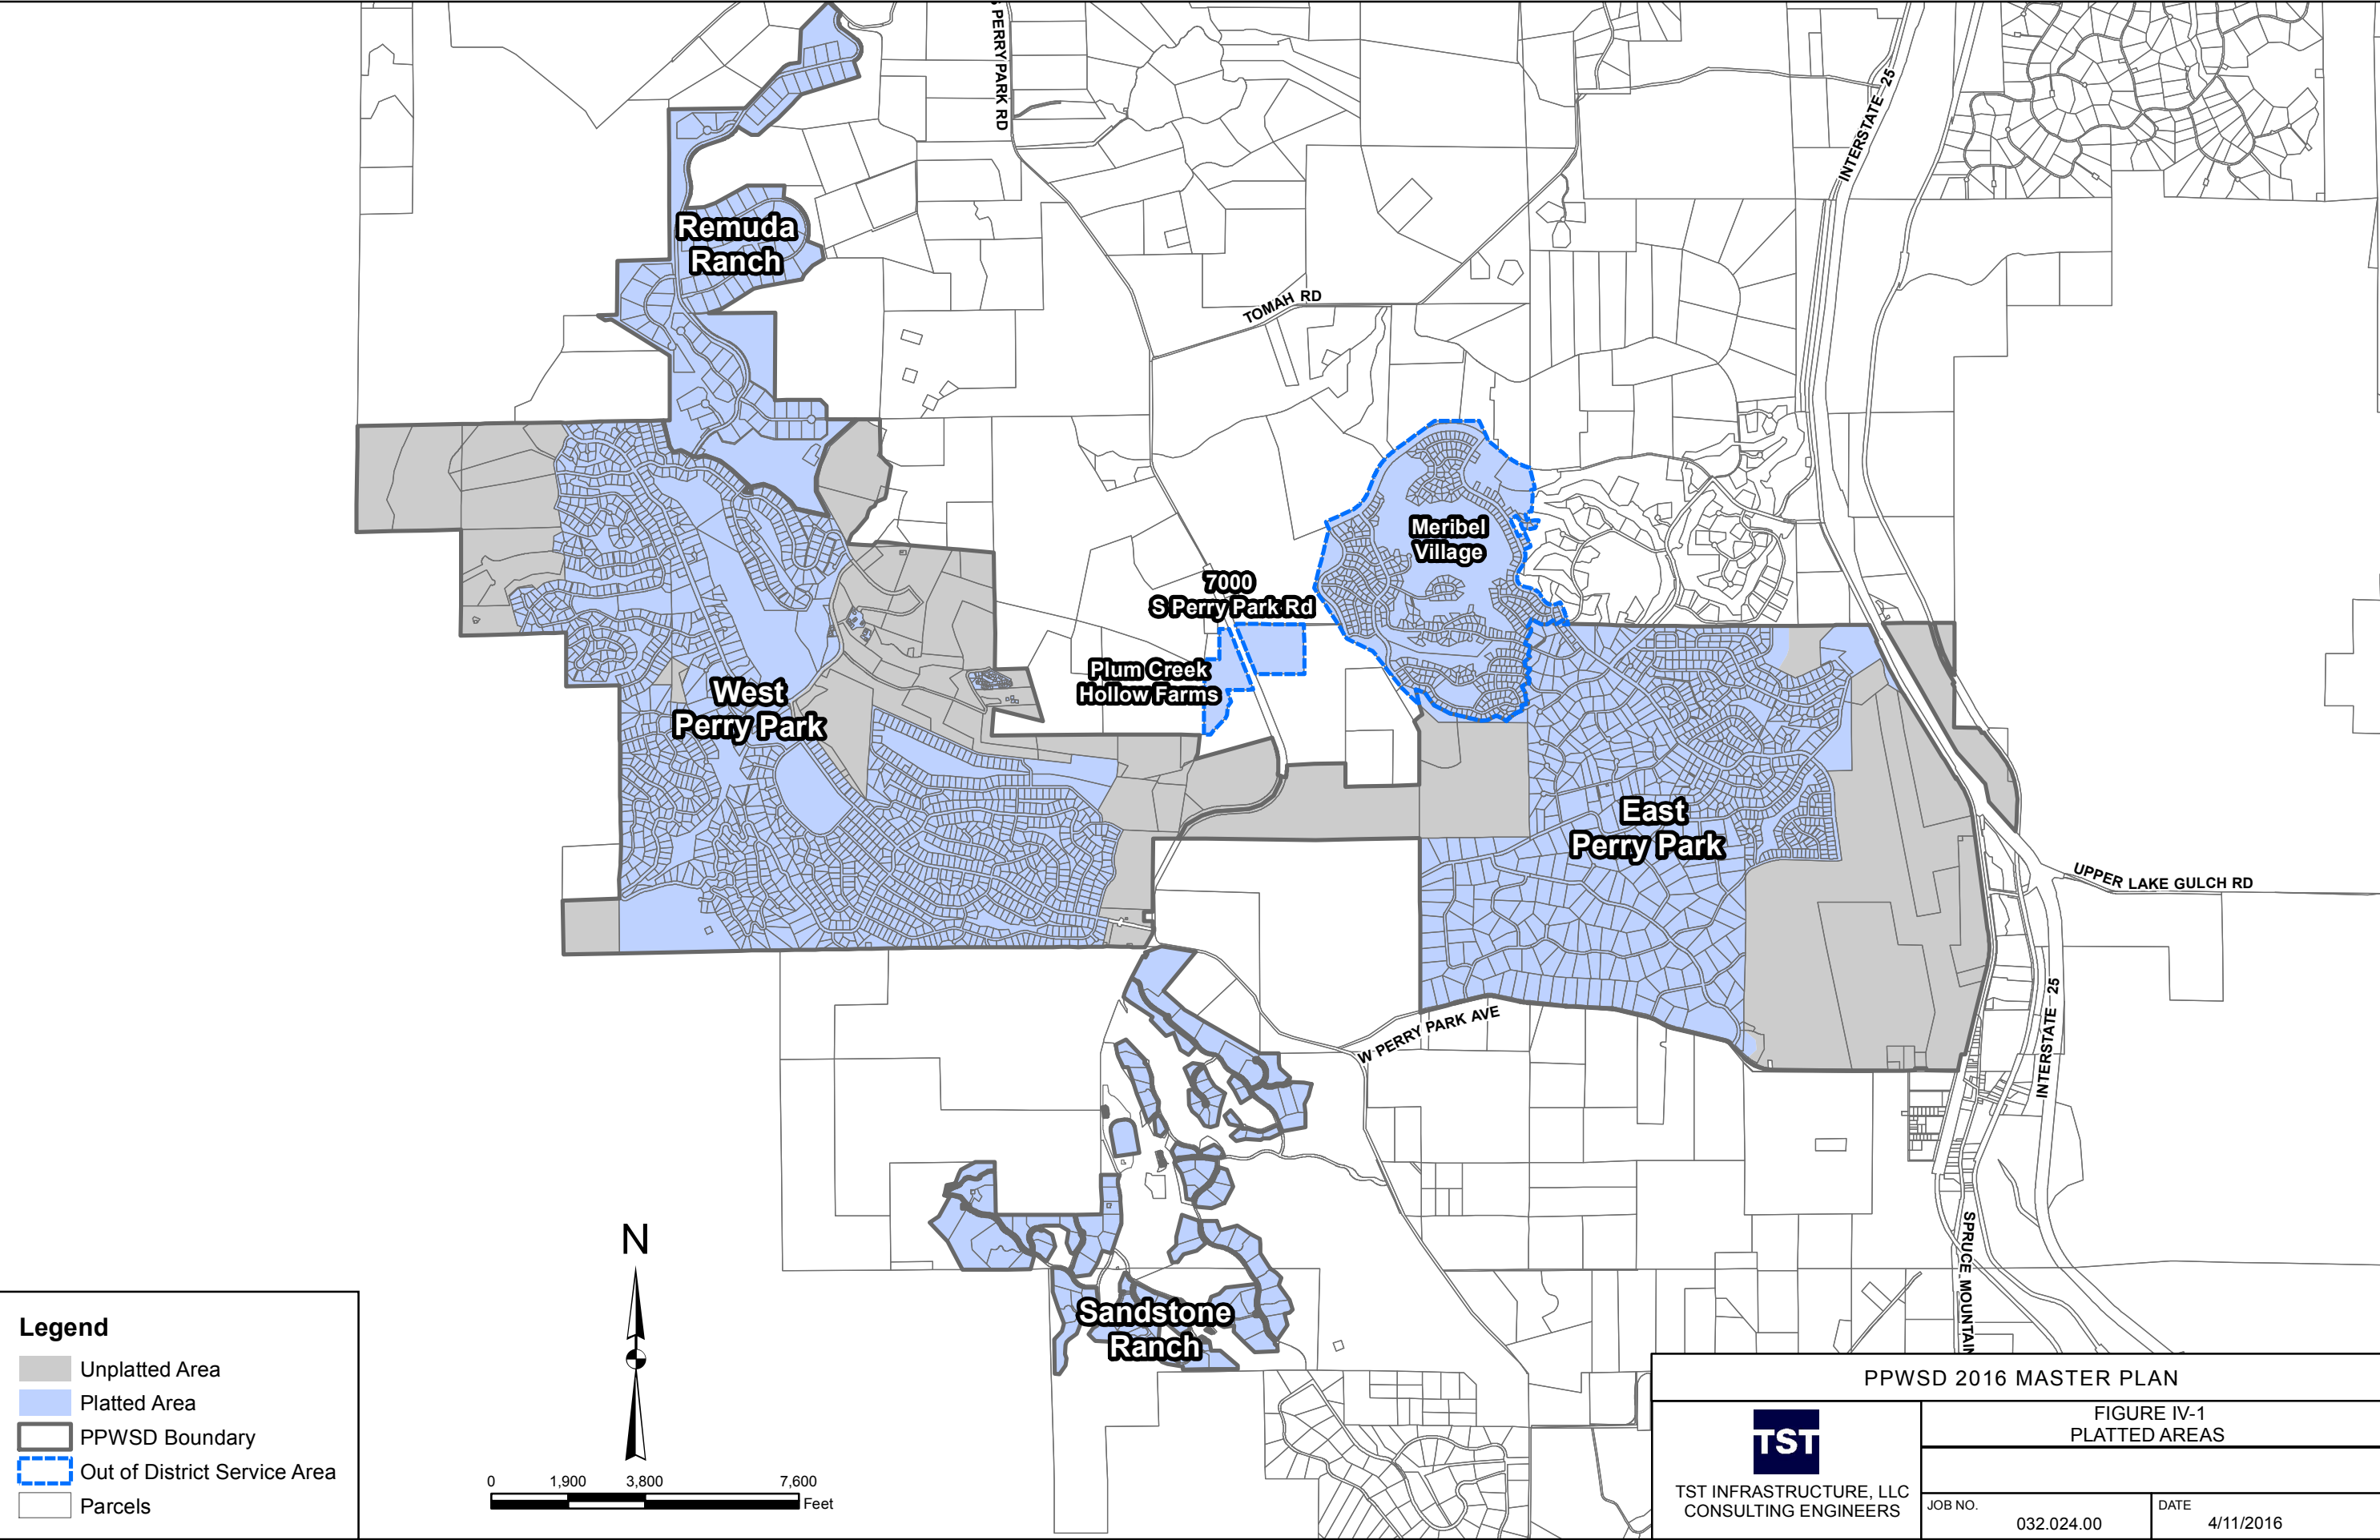 S PERRY PARK RD
INTERSTATE 25
Remuda
Ranch
TOMAH RD
Meribel
Village
7000
S Perry Park Rd
Plum Creek
Hollow Farms
West
Perry Park
East
Perry Park
UPPER LAKE GULCH RD
W PERRY PARK AVE
INTERSTATE 25
SPRUCE MOUNTAIN
Sandstone
Ranch
N
0 1,900 3,800 7,600
Feet
Legend
Unplatted Area
Platted Area
PPWSD Boundary
Out of District Service Area
Parcels
PPWSD 2016 MASTER PLAN
TST
TST INFRASTRUCTURE, LLC
CONSULTING ENGINEERS
FIGURE IV-1
PLATTED AREAS
JOB NO.
032.024.00
DATE
4/11/2016